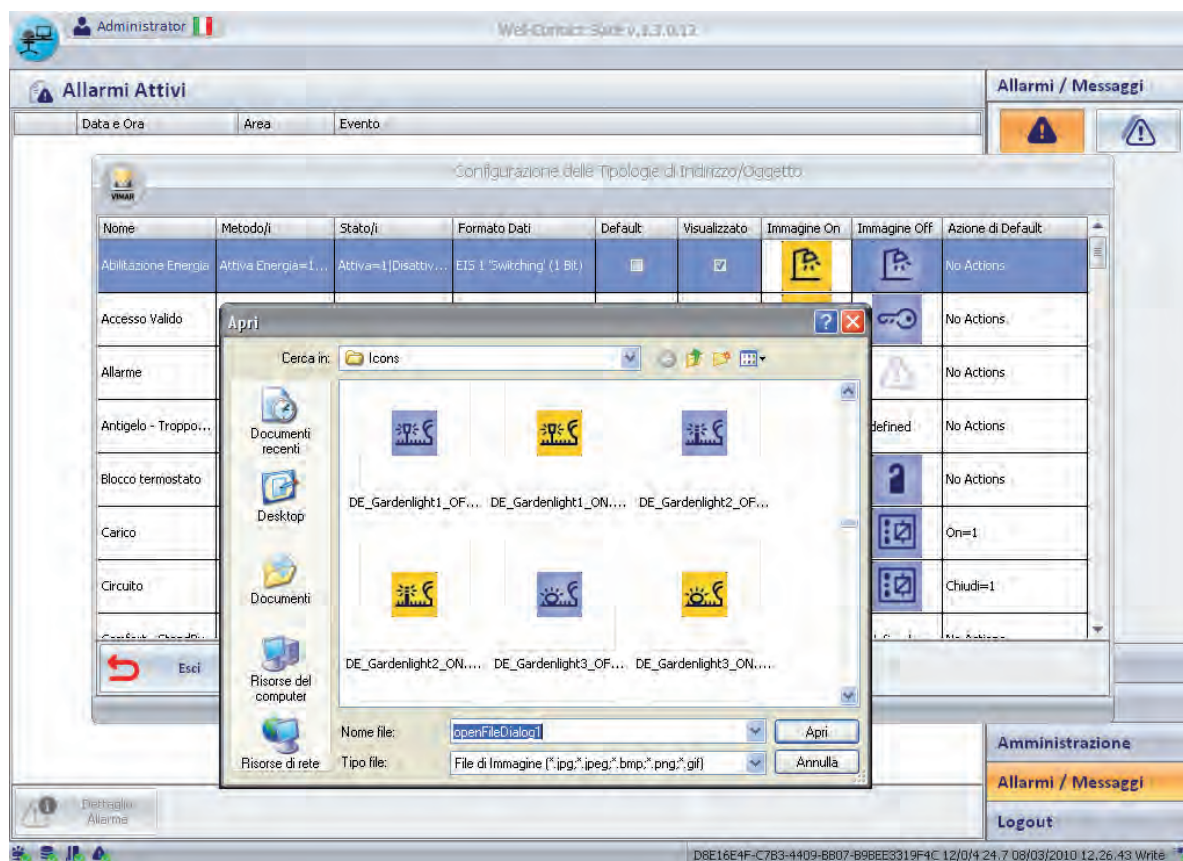 Administrator
Well-Contact Suite v.1.3.0.12
Allarmi Attivi
Allarmi / Messaggi
Data e Ora Area Evento
Configurazione delle Tipologie di Indirizzo/Oggetto
VIMAR
Nome Metodo/i Stato/i Formato Dati Default Visualizzato Immagine On Immagine Off Azione di Default
Abilitazione Energia Attiva Energia=1... Attiva=1|Disattiv... EIS 1 'Switching' (1 Bit) No Actions
Accesso Valido No Actions
Allarme No Actions
Antigelo - Troppo... defined No Actions
Blocco termostato No Actions
Carico On=1
Circuito Chiudi=1
Apri
Cerca in: Icons
Documenti recenti
Desktop
Documenti
Risorse del computer
Risorse di rete
DE_Gardenlight1_OF... DE_Gardenlight1_ON.... DE_Gardenlight2_OF...
DE_Gardenlight2_ON.... DE_Gardenlight3_OF... DE_Gardenlight3_ON....
Nome file: openFileDialog1 Apri
Tipo file: File di Immagine (*.jpg;*.jpeg;*.bmp;*.png;*.gif) Annulla
Esci
Amministrazione
Allarmi / Messaggi
Logout
Dettaglio
Allarme
D8E16E4F-C7B3-4409-BB07-B9BEE3319F4C 12/0/4 24.7 08/03/2010 12.26.43 Write